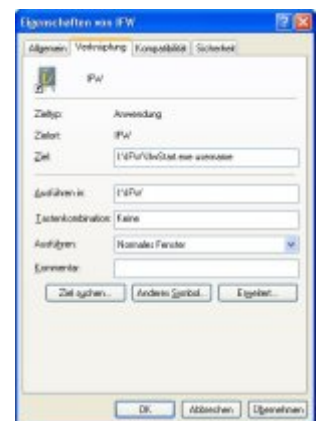 Eigenschaften von IFW
Allgemein Verknüpfung Kompatibilität Sicherheit
IFW
Zieltyp: Anwendung
Zielort: IFW
Ziel: username
Ausführen in:
Tastenkombination: Keine
Ausführen: Normales Fenster
Kommentar:
Ziel suchen... Anderes Symbol... Erweitert...
OK Abbrechen Übernehmen